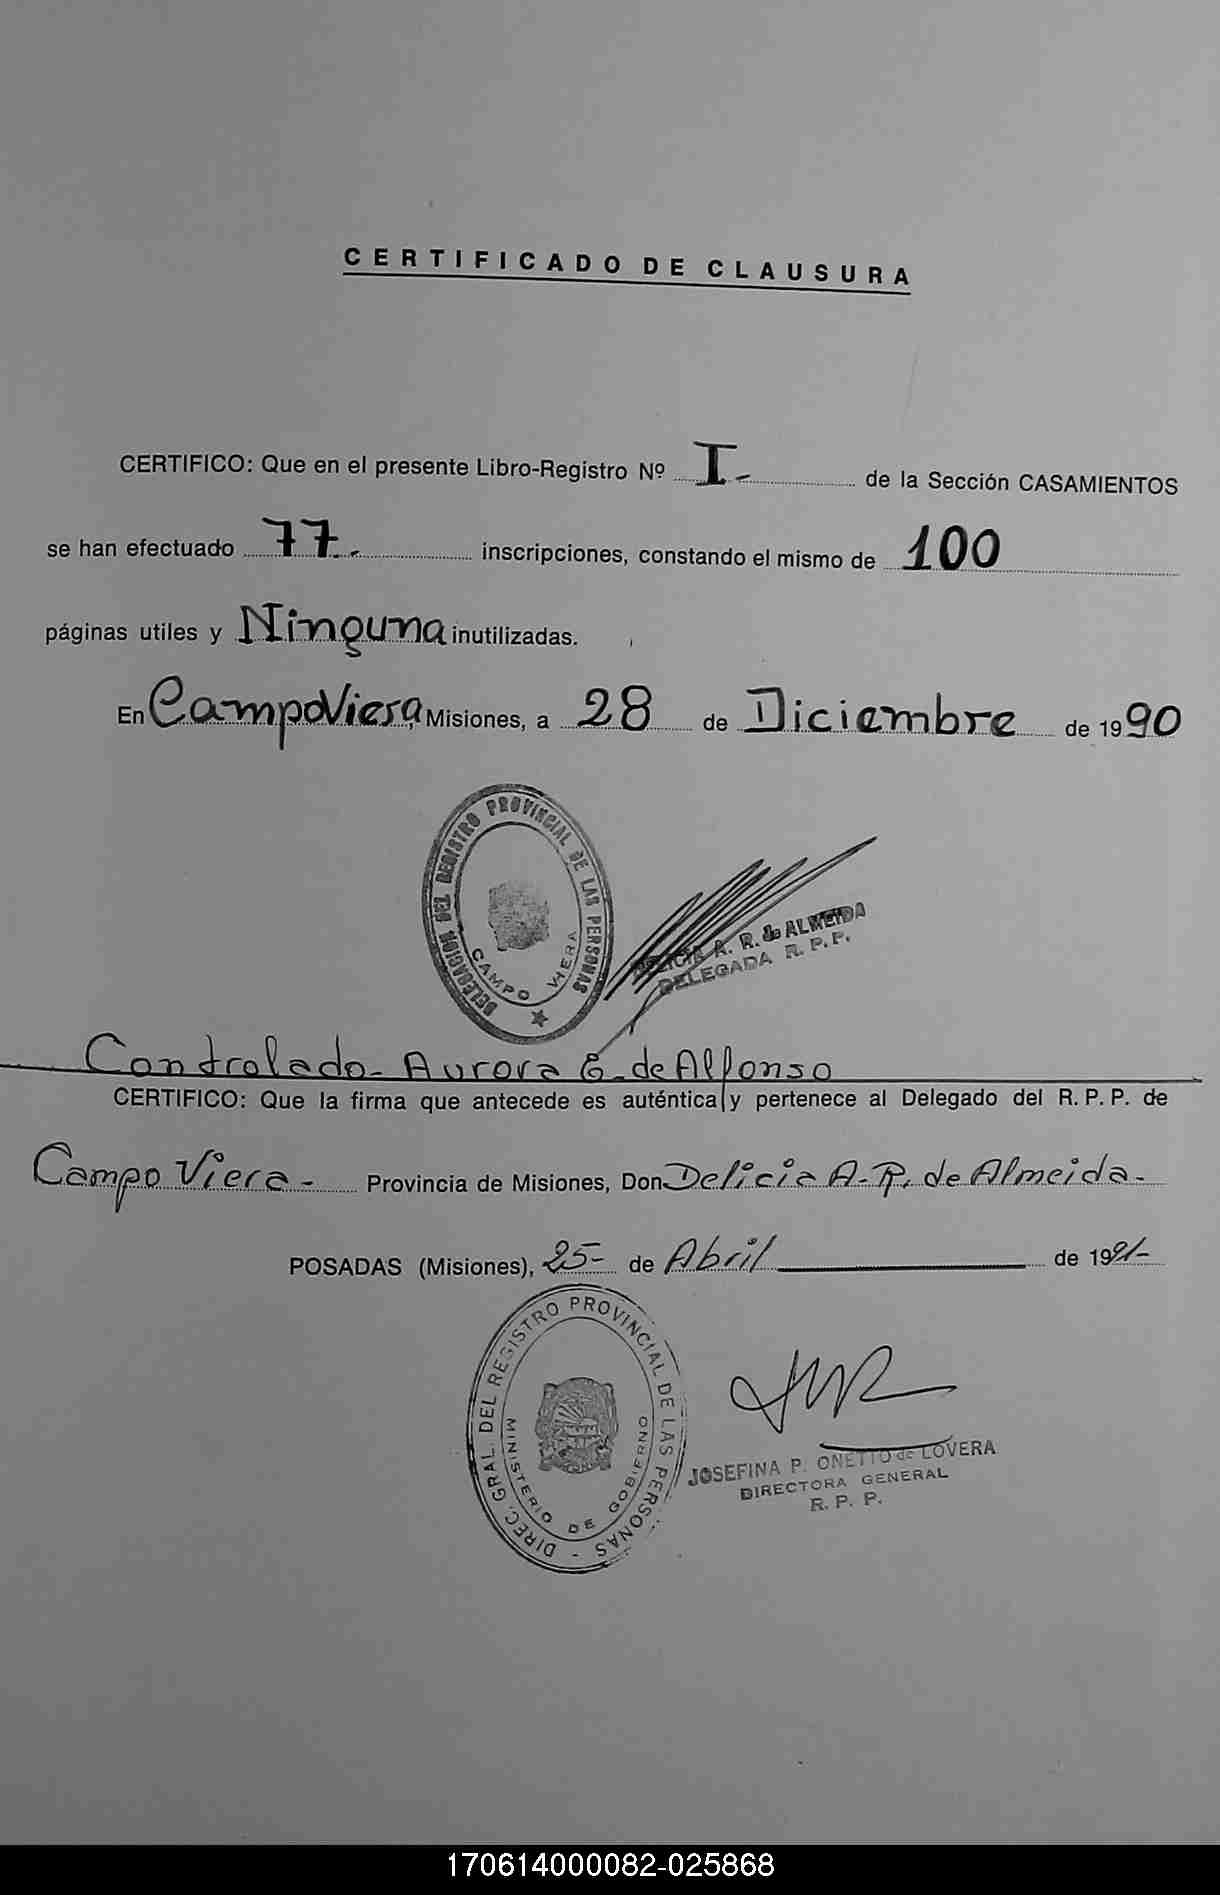 CERTIFICADO DE CLAUSURA
CERTIFICO: Que en el presente Libro-Registro Nº I.- de la Sección CASAMIENTOS
se han efectuado 77.- inscripciones, constando el mismo de 100
páginas utiles y Ninguna inutilizadas.
En Campo Viera, Misiones, a 28 de Diciembre de 1990
DELEGACION DEL REGISTRO PROVINCIAL DE LAS PERSONAS
CAMPO VIERA
DELICIA A. R. de ALMEIDA
DELEGADA R. P. P.
Controlado- Aurora E. de Alfonso
CERTIFICO: Que la firma que antecede es auténtica y pertenece al Delegado del R. P. P. de
Campo Viera.- Provincia de Misiones, Don Delicia A. R. de Almeida.-
POSADAS (Misiones), 25- de Abril de 1991-
DIREC. GRAL. DEL REGISTRO PROVINCIAL DE LAS PERSONAS -
MINISTERIO DE GOBIERNO
JOSEFINA P. ONETTO de LOVERA
DIRECTORA GENERAL
R. P. P.
170614000082-025868